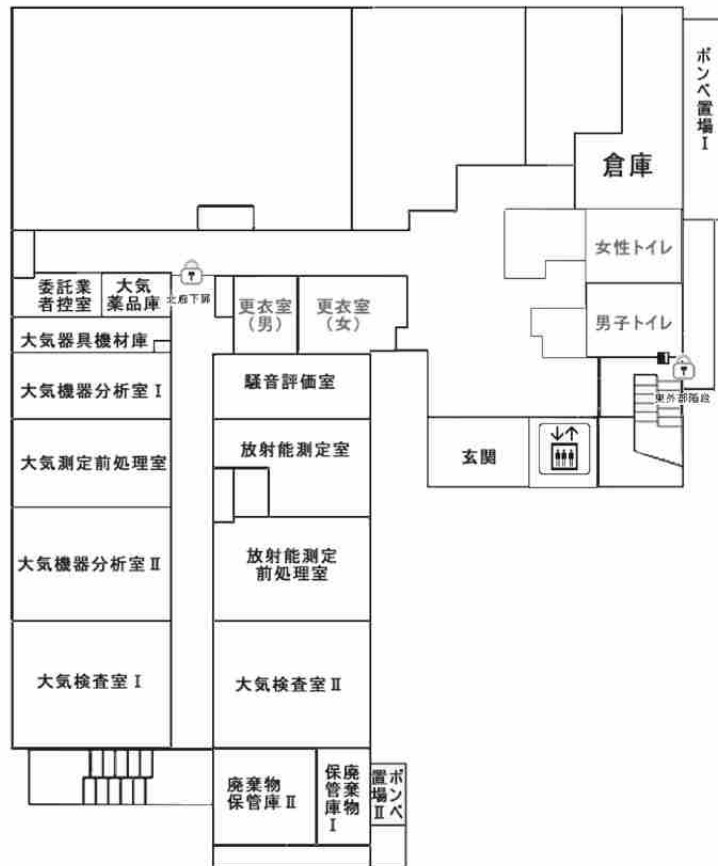 ボンベ置場Ⅰ
倉庫
女性トイレ
男子トイレ
東外部階段
委託業
者控室
大気
薬品庫
北廊下扉
更衣室
（男）
更衣室
（女）
大気器具機材庫
騒音評価室
大気機器分析室Ⅰ
放射能測定室
大気測定前処理室
玄関
放射能測定
前処理室
大気機器分析室Ⅱ
大気検査室Ⅰ
大気検査室Ⅱ
廃棄物
保管庫Ⅱ
廃棄物
保管庫Ⅰ
ボンベ
置場Ⅱ